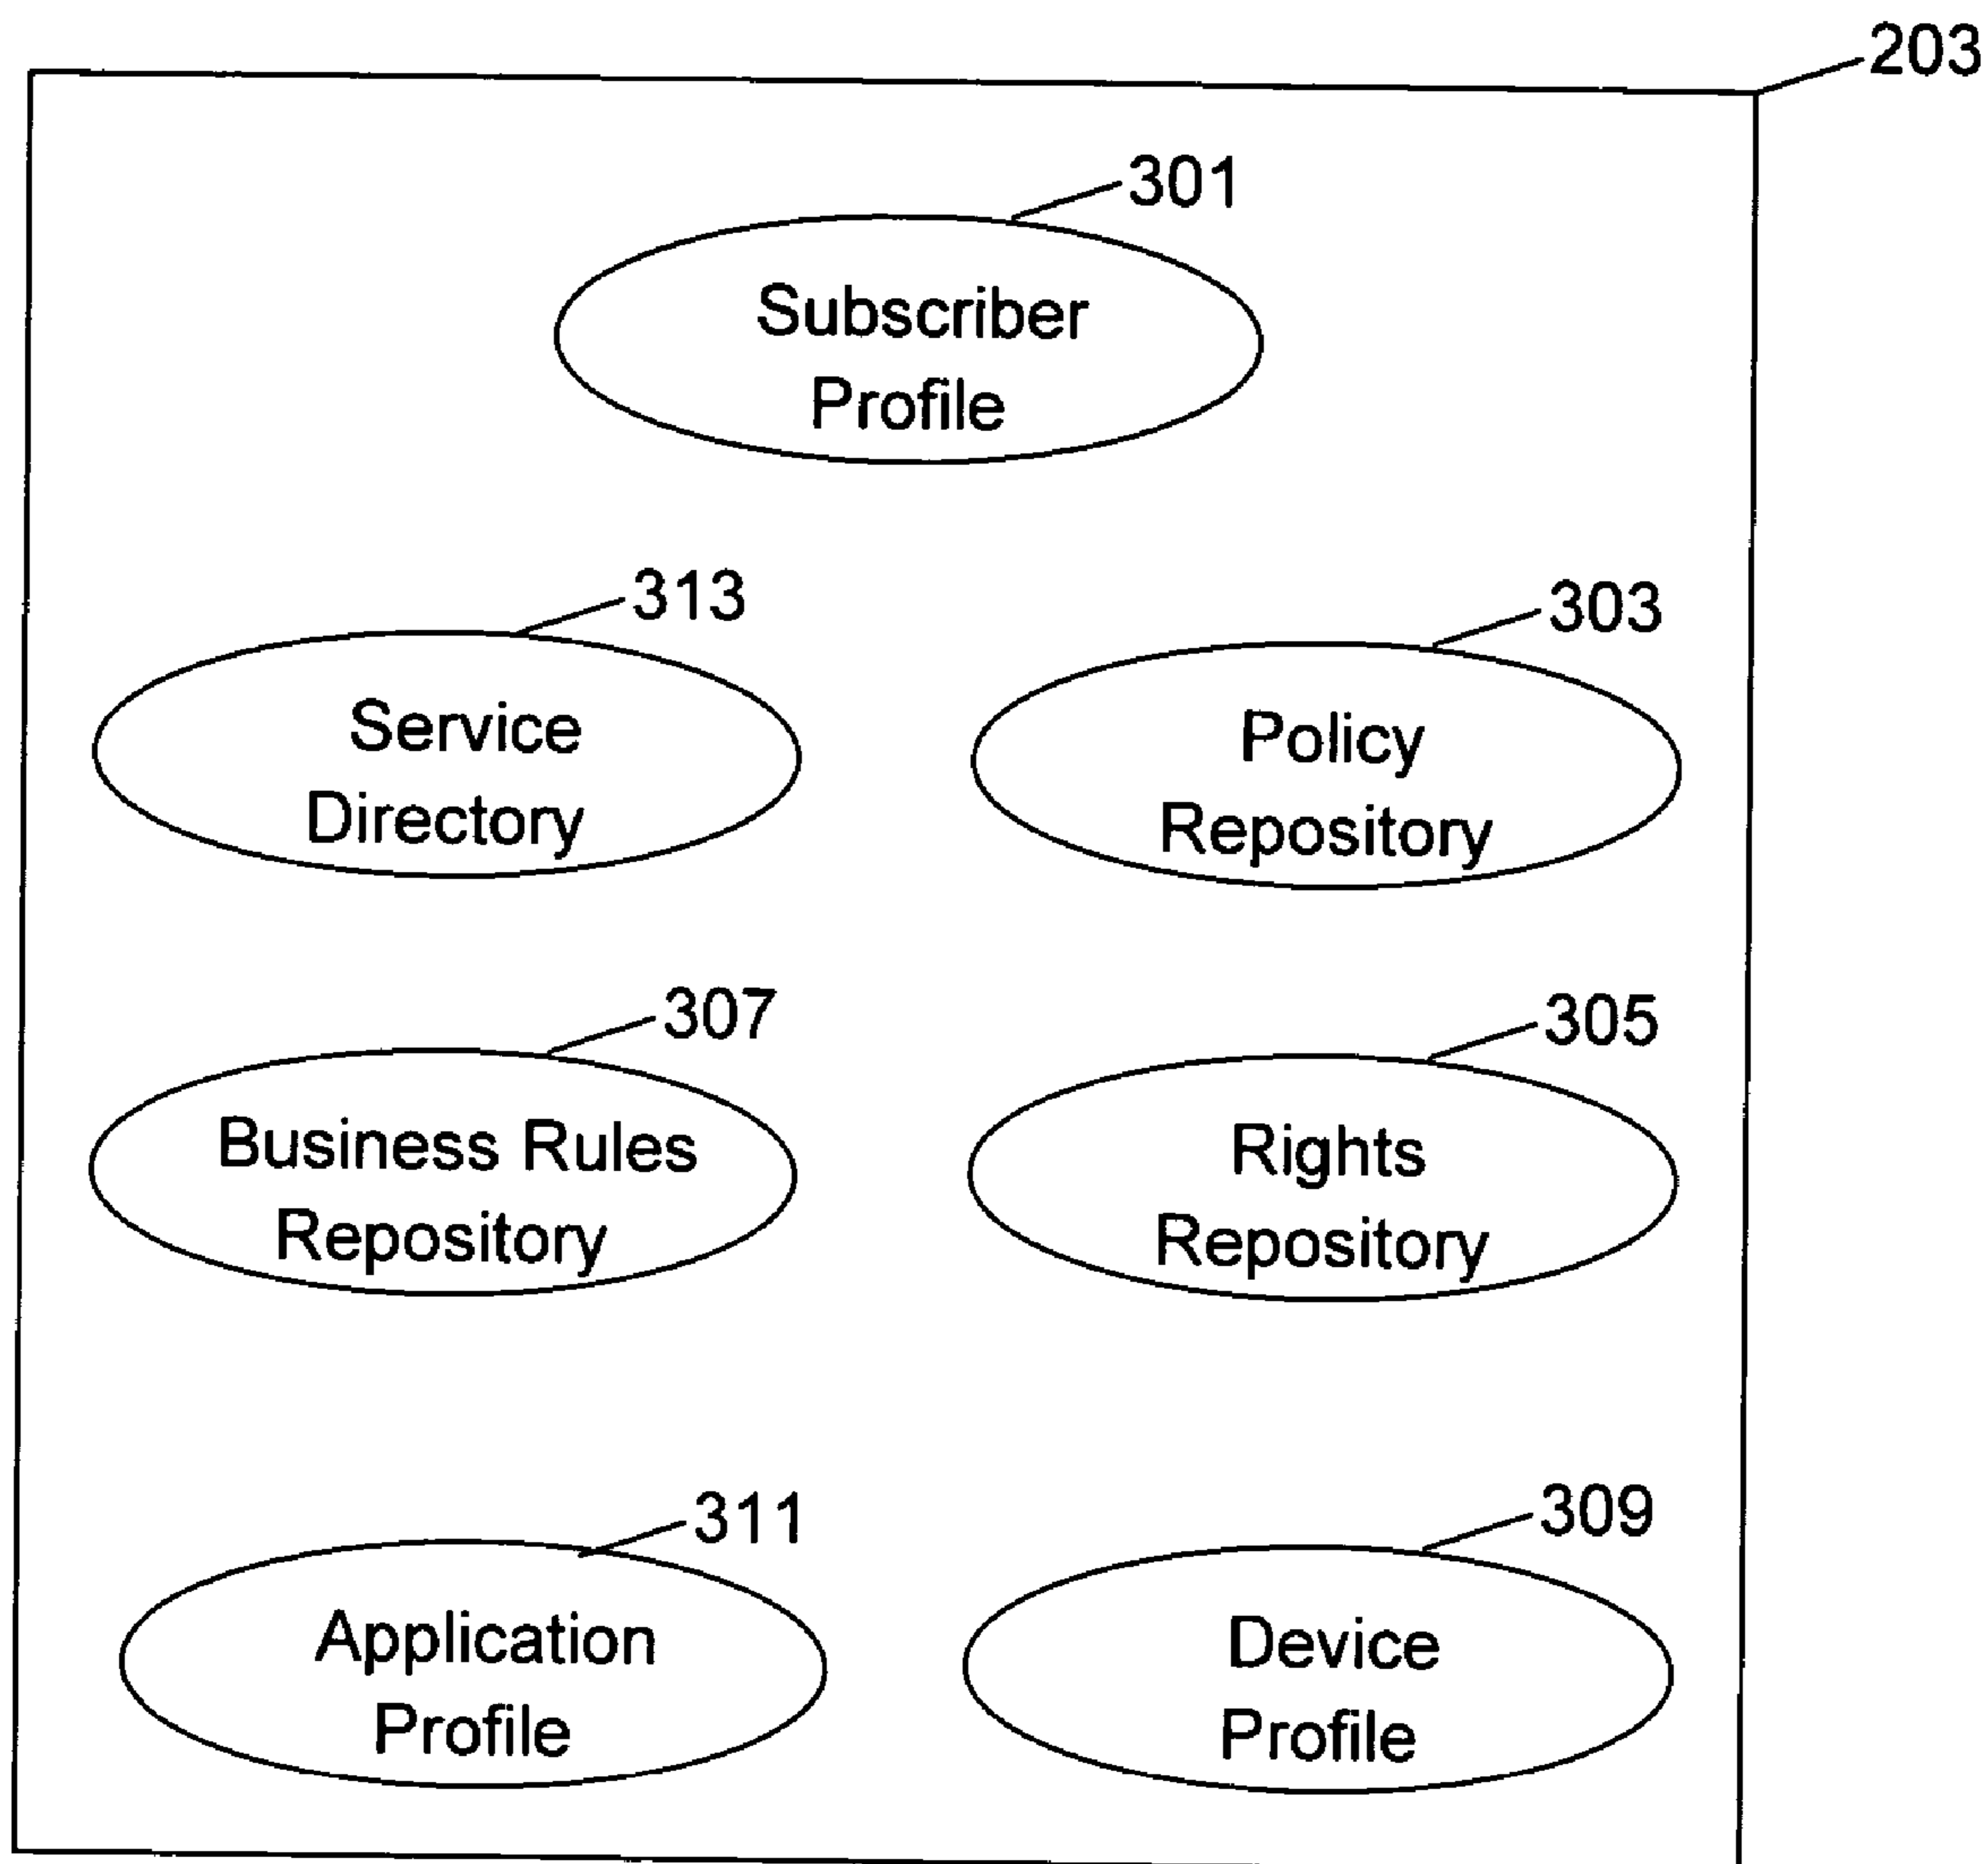 203
301
Subscriber
Profile
313
303
Service
Directory
Policy
Repository
307
305
Business Rules
Repository
Rights
Repository
311
309
Application
Profile
Device
Profile